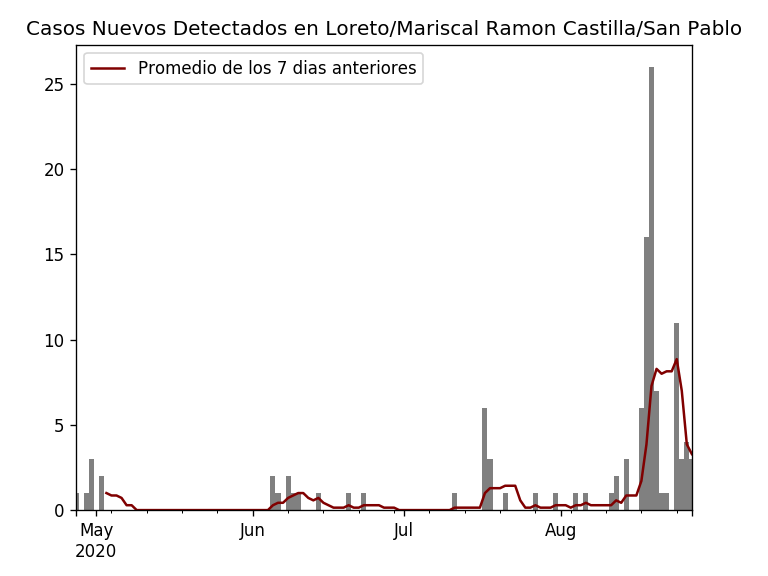 Casos Nuevos Detectados en Loreto/Mariscal Ramon Castilla/San Pablo
Promedio de los 7 dias anteriores
25
20
15
10
5
0
May Jun Jul Aug
2020